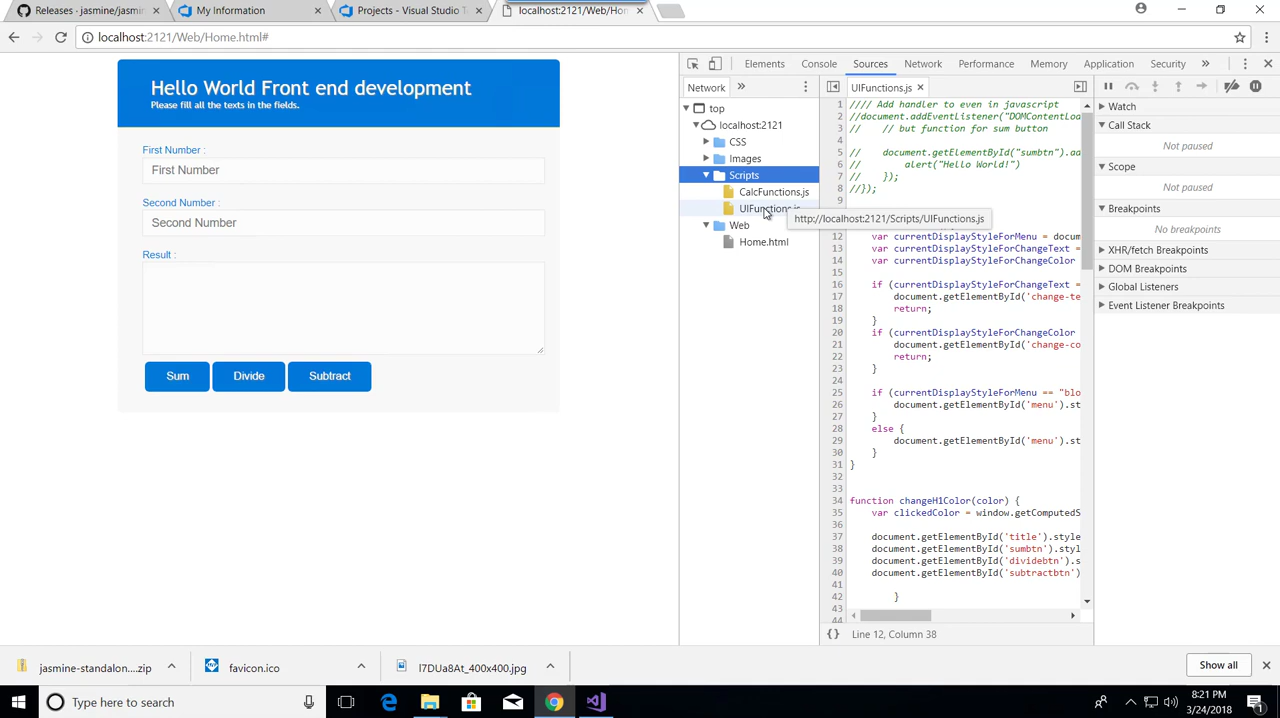 Releases · jasmine/jasmin
My Information
Projects - Visual Studio T
localhost:2121/Web/Hom
localhost:2121/Web/Home.html#
Hello World Front end development
Please fill all the texts in the fields.
First Number :
First Number
Second Number :
Second Number
Result :
Sum
Divide
Subtract
Elements
Console
Sources
Network
Performance
Memory
Application
Security
Network
top
localhost:2121
CSS
Images
Scripts
CalcFunctions.js
UIFunctions.js
Web
Home.html
http://localhost:2121/Scripts/UIFunctions.js
UIFunctions.js
1 //// Add handler to even in javascript
2 //document.addEventListener("DOMContentLoa
3 // // but function for sum button
4
5 // document.getElementById("sumbtn").ad
6 // alert("Hello World!")
7 // });
8 //});
9
12 var currentDisplayStyleForMenu = docum
13 var currentDisplayStyleForChangeText =
14 var currentDisplayStyleForChangeColor
15
16 if (currentDisplayStyleForChangeText =
17 document.getElementById('change-te
18 return;
19 }
20 if (currentDisplayStyleForChangeColor
21 document.getElementById('change-co
22 return;
23 }
24
25 if (currentDisplayStyleForMenu == "blo
26 document.getElementById('menu').st
27 }
28 else {
29 document.getElementById('menu').st
30 }
31 }
32
33
34 function changeH1Color(color) {
35 var clickedColor = window.getComputedS
36
37 document.getElementById('title').style
38 document.getElementById('sumbtn').styl
39 document.getElementById('dividebtn').s
40 document.getElementById('subtractbtn')
41
42 }
43
44
{ } Line 12, Column 38
Watch
Call Stack
Not paused
Scope
Not paused
Breakpoints
No breakpoints
XHR/fetch Breakpoints
DOM Breakpoints
Global Listeners
Event Listener Breakpoints
jasmine-standalon....zip
favicon.ico
l7DUa8At_400x400.jpg
Show all
Type here to search
8:21 PM
3/24/2018
1